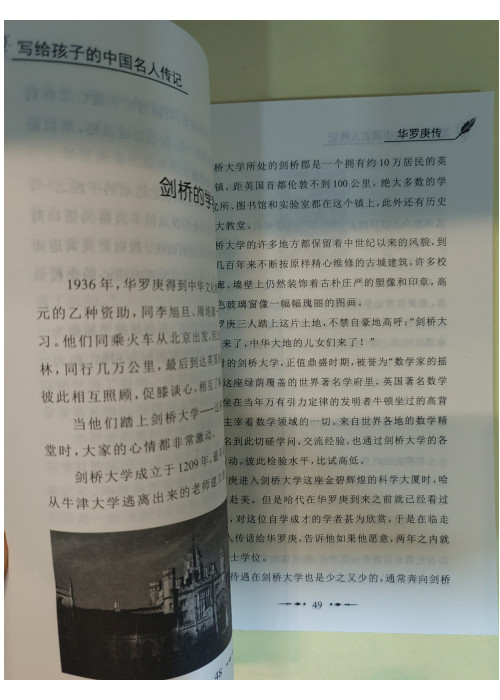 写给孩子的中国名人传记
剑桥的学
1936年，华罗庚得到中华文化
元的乙种资助，同李旭旦、周培源一
习。他们同乘火车从北京出发，
林，同行几万公里，最后到达英
彼此相互照顾，促膝谈心，相互了
当他们踏上剑桥大学——
堂时，大家的心情都非常激动。
剑桥大学成立于1209年，最
从牛津大学逃离出来的老师建立
48
华罗庚传
桥大学所处的剑桥郡是一个拥有约10万居民的英
镇，距英国首都伦敦不到100公里，绝大多数的学
所、图书馆和实验室都在这个镇上，此外还有历史
大教堂。
桥大学的许多地方都保留着中世纪以来的风貌，到
几百年来不断按原样精心维修的古城建筑，许多校
、墙壁上仍然装饰着古朴庄严的塑像和印章，高
色玻璃窗像一幅幅瑰丽的图画。
罗庚三人踏上这片土地，不禁自豪地高呼：“剑桥大
来了，中华大地的儿女们来了！”
时的剑桥大学，正值鼎盛时期，被誉为“数学家的摇
这座绿荫覆盖的世界著名学府里，英国著名数学
坐在当年万有引力定律的发明者牛顿坐过的高背
主宰着数学领域的一切。来自世界各地的数学精
名到此切磋学问，交流经验，也通过剑桥大学的各
动，彼此检验水平，比试高低。
庚进入剑桥大学这座金碧辉煌的科学大厦时，哈
赴美。但是哈代在华罗庚到来之前就已经看过
，对这位自学成才的学者甚为欣赏，于是在临走
人传话给华罗庚，告诉他如果他愿意，两年之内就
士学位。
待遇在剑桥大学也是少之又少的，通常奔向剑桥
49